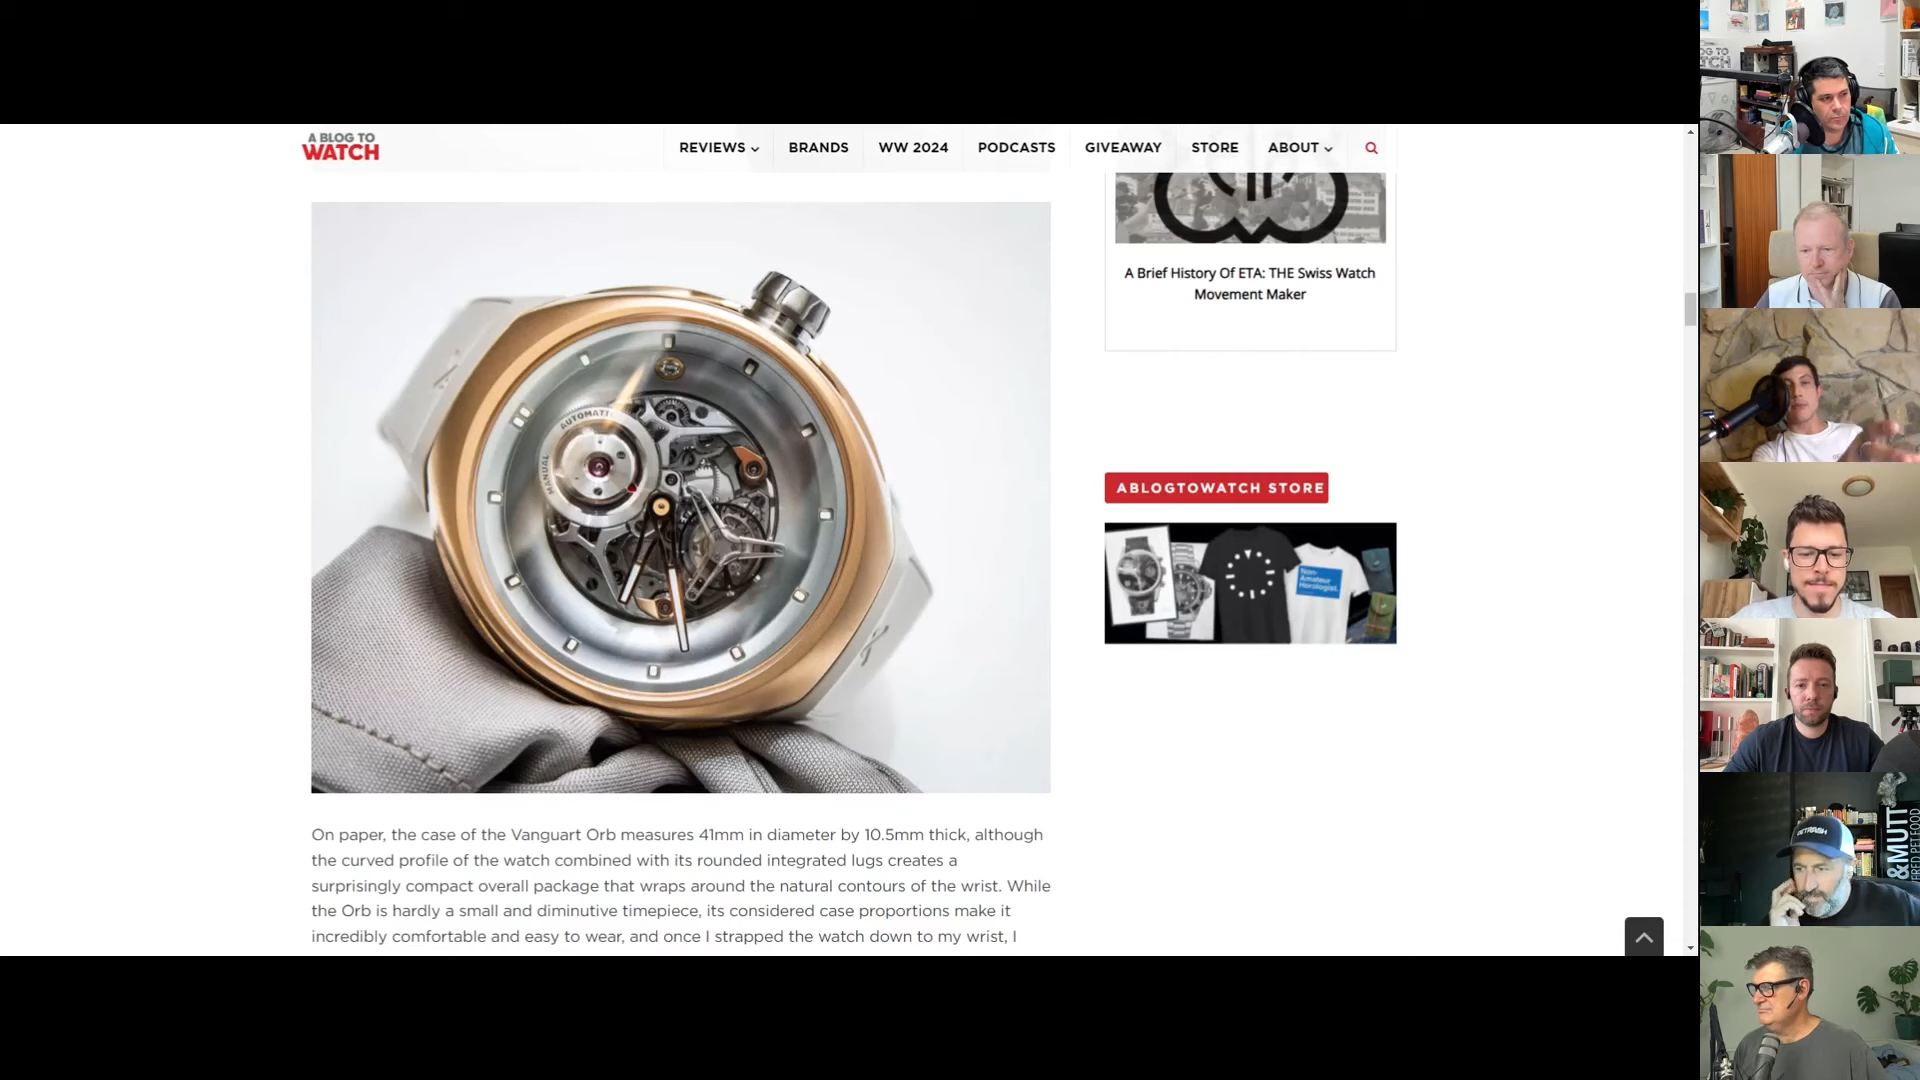 A BLOG TO
WATCH
REVIEWS
BRANDS
WW 2024
PODCASTS
GIVEAWAY
STORE
ABOUT
AUTOMATIC
MANUAL
A Brief History Of ETA: THE Swiss Watch
Movement Maker
ABLOGTOWATCH STORE
Non-
Amateur
Horologist.
On paper, the case of the Vanguart Orb measures 41mm in diameter by 10.5mm thick, although
the curved profile of the watch combined with its rounded integrated lugs creates a
surprisingly compact overall package that wraps around the natural contours of the wrist. While
the Orb is hardly a small and diminutive timepiece, its considered case proportions make it
incredibly comfortable and easy to wear, and once I strapped the watch down to my wrist, I
&MUTT